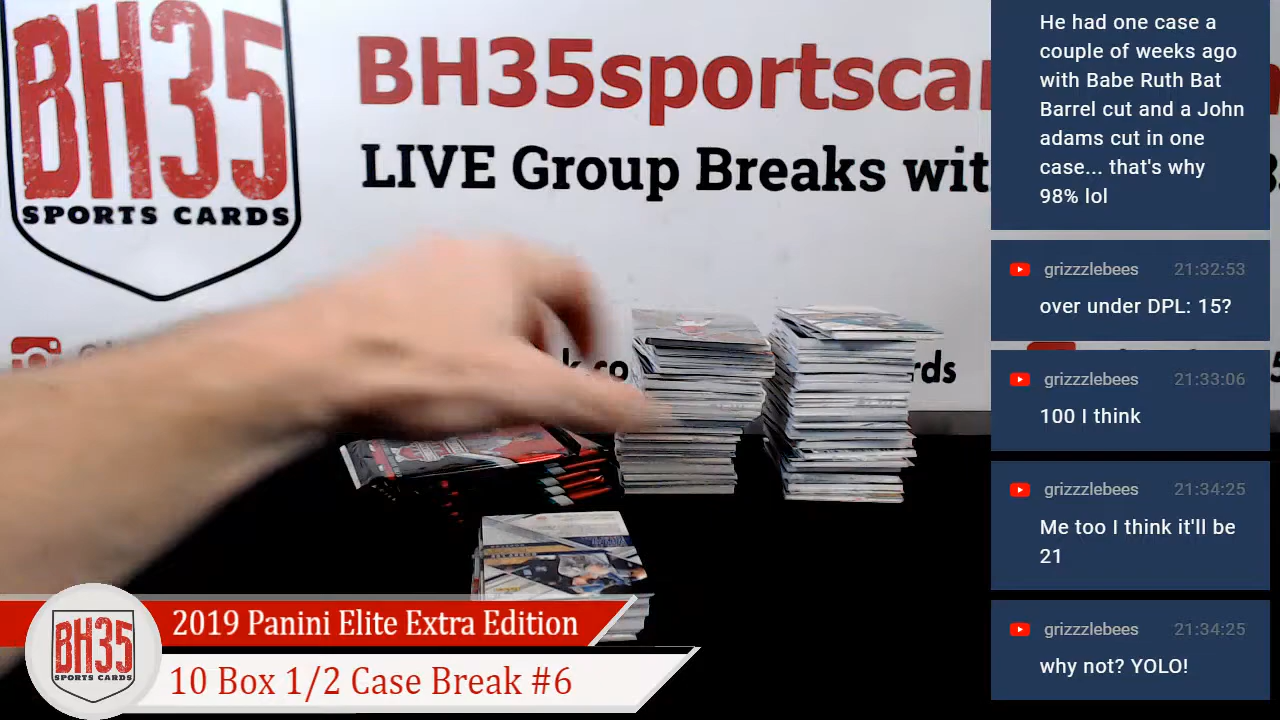 BH35
SPORTS CARDS
BH35sportsca
LIVE Group Breaks wit
rds
He had one case a
couple of weeks ago
with Babe Ruth Bat
Barrel cut and a John
adams cut in one
case... that's why
98% lol
grizzzlebees 21:32:53
over under DPL: 15?
grizzzlebees 21:33:06
100 I think
grizzzlebees 21:34:25
Me too I think it'll be
21
grizzzlebees 21:34:25
why not? YOLO!
BH35
SPORTS CARDS
2019 Panini Elite Extra Edition
10 Box 1/2 Case Break #6